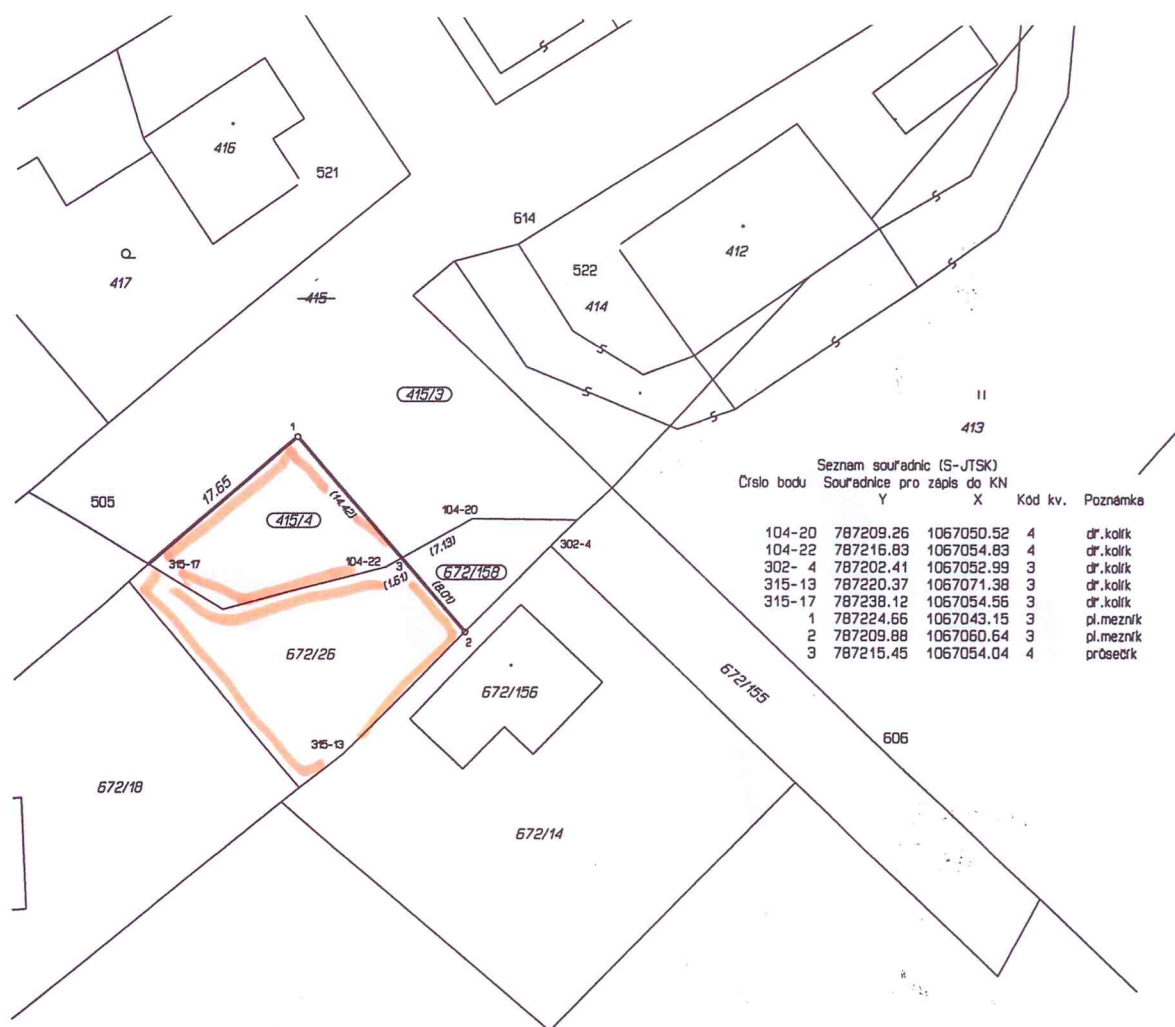 416
521
417
415
614
522
412
414
415/3
413
1
17.65
(14.42)
505
415/4
104-20
(7.13)
302-4
315-17
104-22
3
672/158
(1.61)
(8.01)
2
672/26
672/156
672/155
315-13
606
672/18
672/14
Seznam souřadnic (S-JTSK)
Číslo bodu Souřadnice pro zápis do KN
Y X Kód kv. Poznámka
104-20 787209.26 1067050.52 4 dř.kolík
104-22 787216.83 1067054.83 4 dř.kolík
302- 4 787202.41 1067052.99 3 dř.kolík
315-13 787220.37 1067071.38 3 dř.kolík
315-17 787238.12 1067054.56 3 dř.kolík
1 787224.66 1067043.15 3 pl.mezník
2 787209.88 1067060.64 3 pl.mezník
3 787215.45 1067054.04 4 průsečík